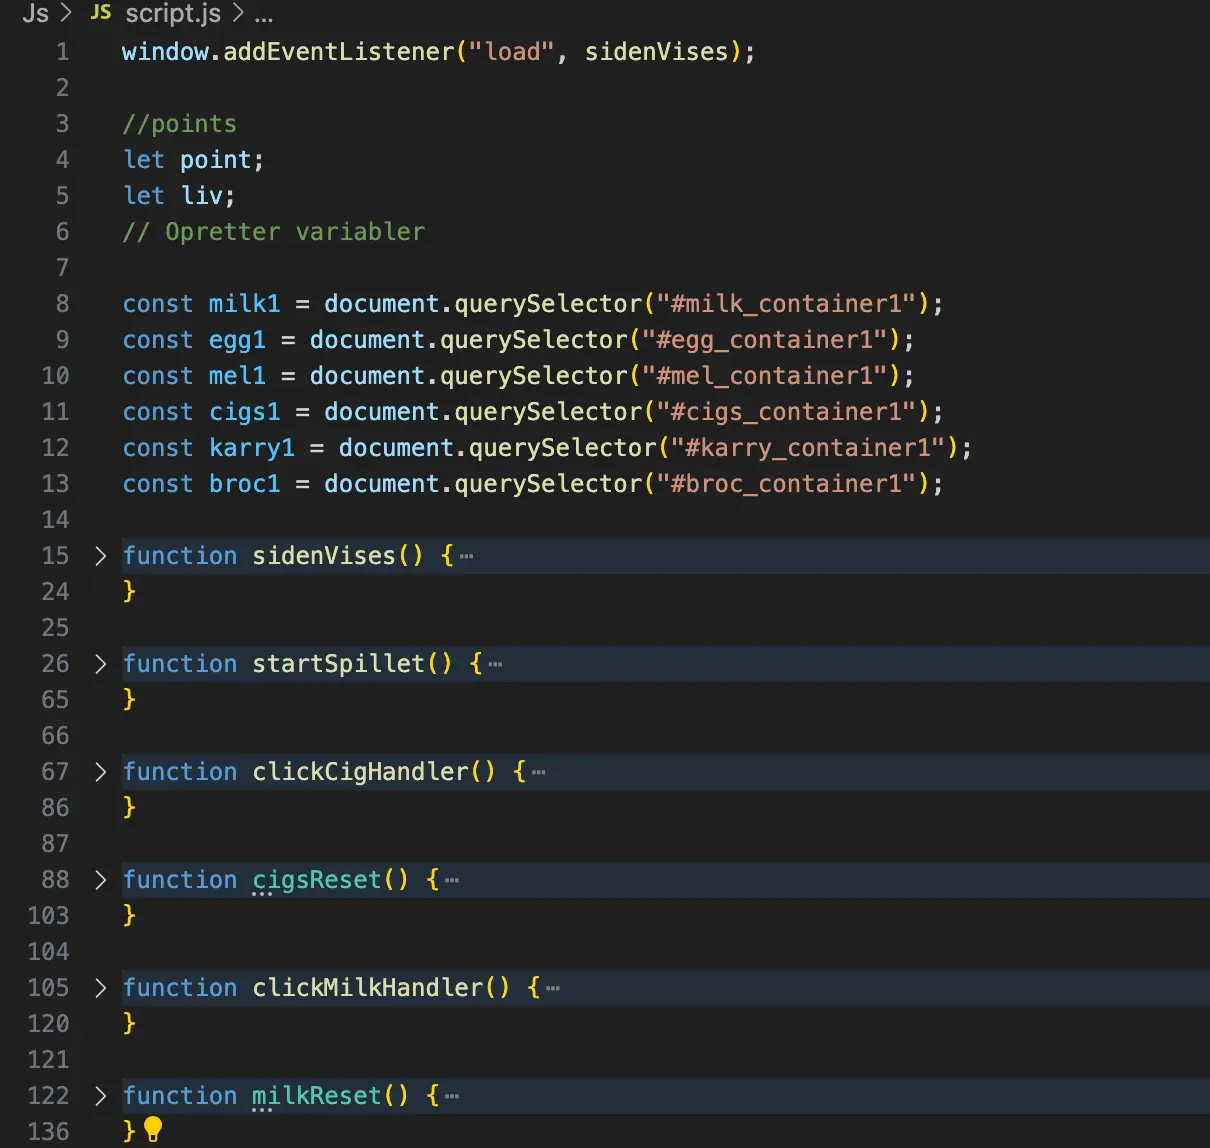 Js > JS script.js > ...
1 window.addEventListener("load", sidenVises);
2
3 //points
4 let point;
5 let liv;
6 // Opretter variabler
7
8 const milk1 = document.querySelector("#milk_container1");
9 const egg1 = document.querySelector("#egg_container1");
10 const mel1 = document.querySelector("#mel_container1");
11 const cigs1 = document.querySelector("#cigs_container1");
12 const karry1 = document.querySelector("#karry_container1");
13 const broc1 = document.querySelector("#broc_container1");
14
15 > function sidenVises() {⋯
24 }
25
26 > function startSpillet() {⋯
65 }
66
67 > function clickCigHandler() {⋯
86 }
87
88 > function cigsReset() {⋯
103 }
104
105 > function clickMilkHandler() {⋯
120 }
121
122 > function milkReset() {⋯
136 }